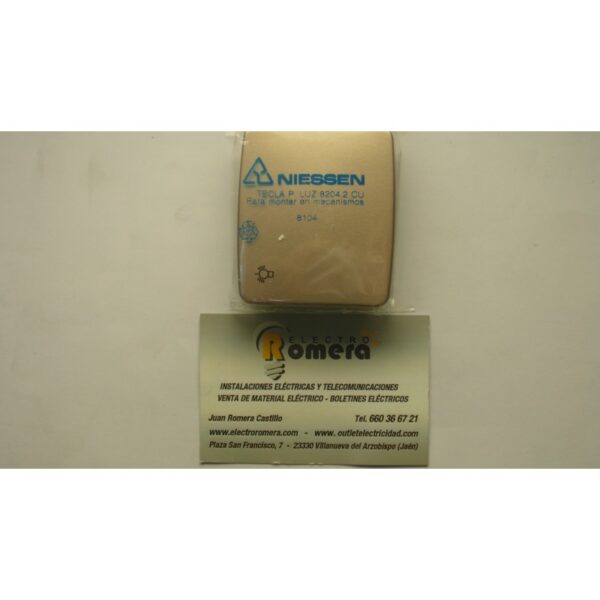 NIESSEN
TECLA P. LUZ 8204.2 CU
Para montar en mecanismos
8104
ELECTRO
Romera
INSTALACIONES ELÉCTRICAS Y TELECOMUNICACIONES
VENTA DE MATERIAL ELÉCTRICO - BOLETINES ELÉCTRICOS
Juan Romera Castillo Tel. 660 36 67 21
www.electroromera.com - www.outletelectricidad.com
Plaza San Francisco, 7 - 23330 Villanueva del Arzobispo (Jaén)